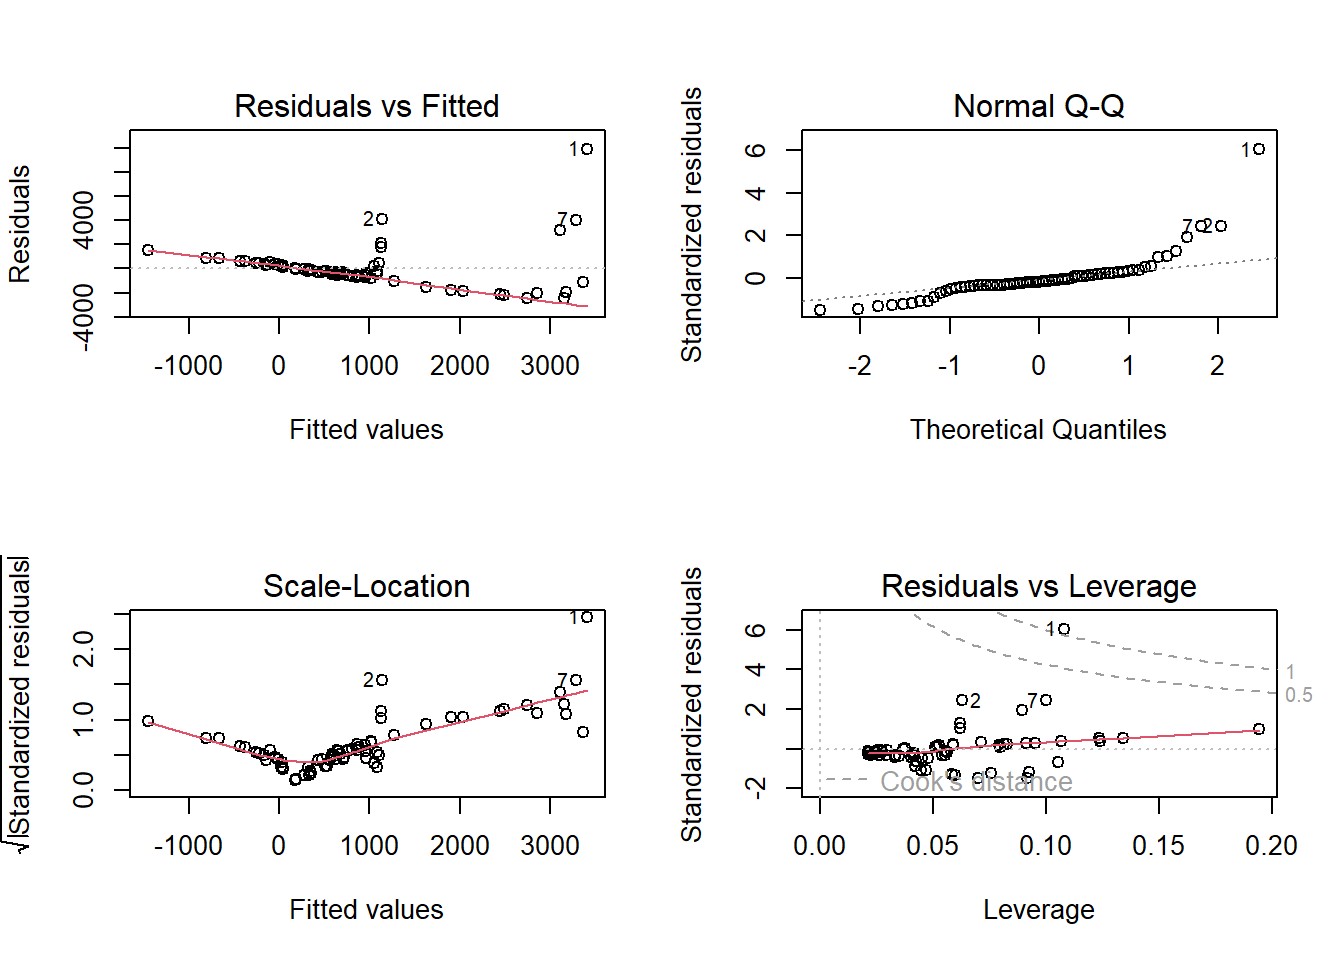 Residuals vs Fitted
Residuals
4000
-4000
1
2
7
-1000 0 1000 2000 3000
Fitted values
Normal Q-Q
Standardized residuals
6
4
2
0
1
7 2
-2 -1 0 1 2
Theoretical Quantiles
Scale-Location
√|Standardized residuals|
2.0
1.0
0.0
1
2
7
-1000 0 1000 2000 3000
Fitted values
Residuals vs Leverage
Standardized residuals
6
4
2
-2
1
2
7
1
0.5
Cook's distance
0.00 0.05 0.10 0.15 0.20
Leverage